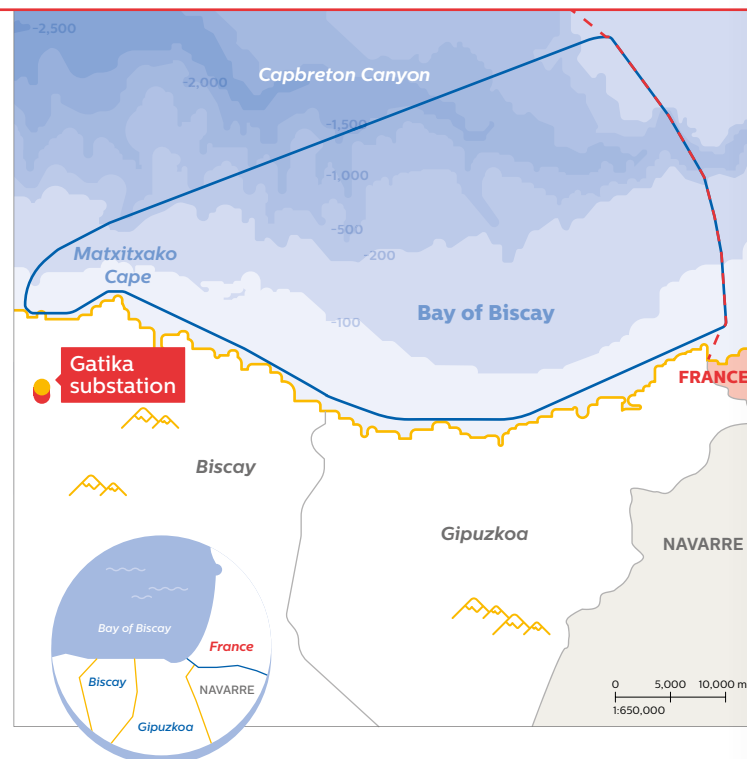 -2,500
Capbreton Canyon
-2,000
-1,500
-1,000
-500
Matxitxako
Cape
-200
Bay of Biscay
-100
Gatika
substation
FRANCE
Biscay
Gipuzkoa
NAVARRE
Bay of Biscay
France
Biscay
NAVARRE
Gipuzkoa
0 5,000 10,000 m
1:650,000